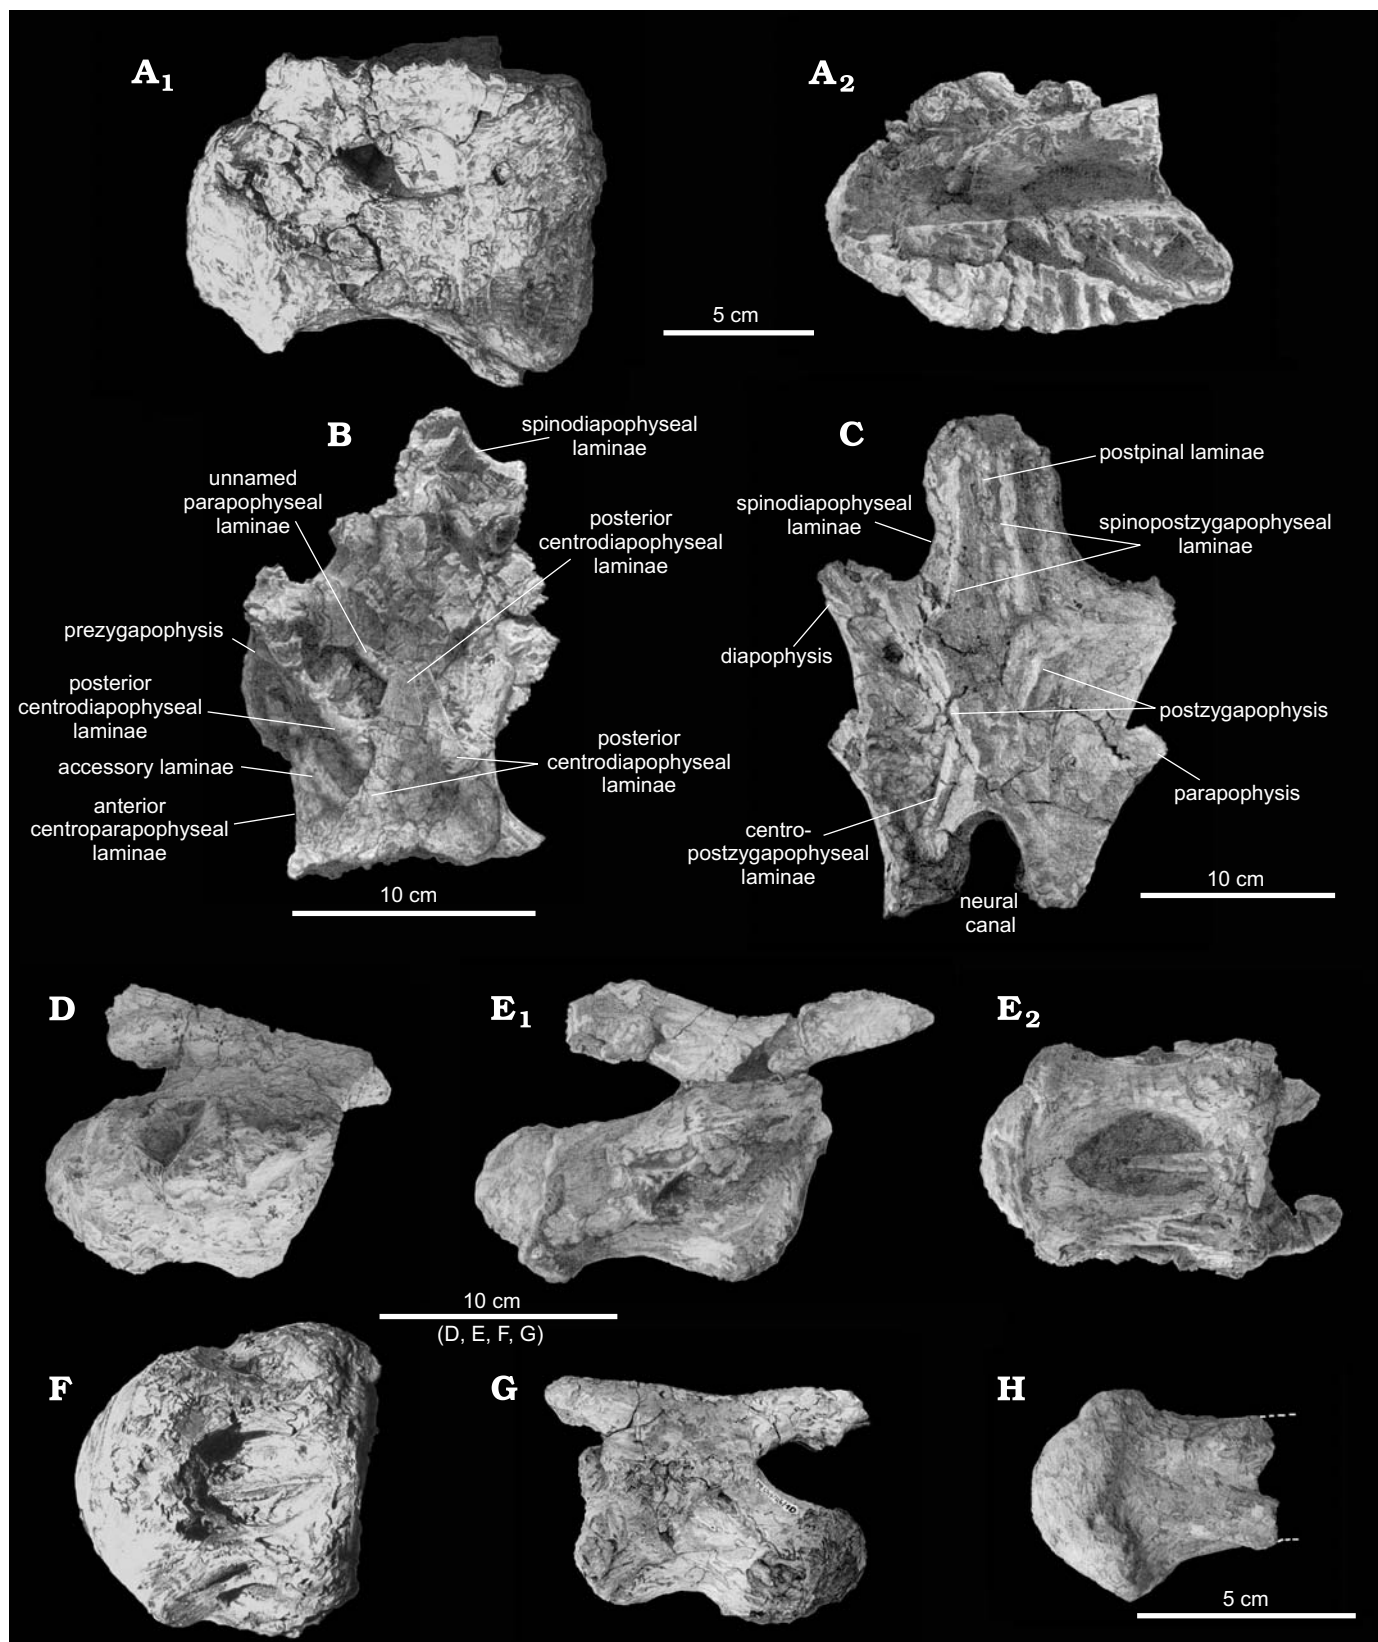 A1
A2
5 cm
B
spinodiapophyseal
laminae
unnamed
parapophyseal
laminae
posterior
centrodiapophyseal
laminae
prezygapophysis
posterior
centrodiapophyseal
laminae
accessory laminae
anterior
centroparapophyseal
laminae
posterior
centrodiapophyseal
laminae
10 cm
C
postpinal laminae
spinodiapophyseal
laminae
spinopostzygapophyseal
laminae
diapophysis
postzygapophysis
parapophysis
centro-
postzygapophyseal
laminae
neural
canal
10 cm
D
E1
E2
10 cm
(D, E, F, G)
F
G
H
5 cm